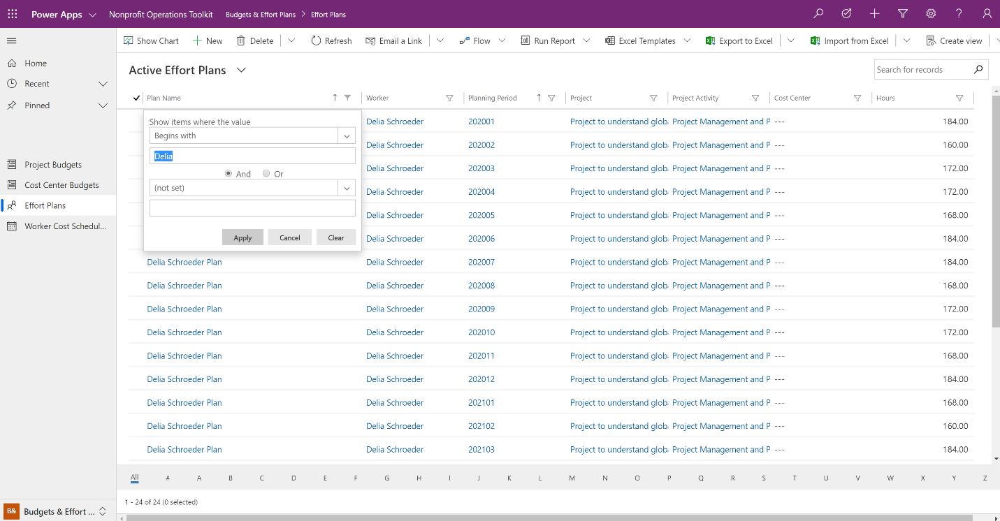 Power Apps Nonprofit Operations Toolkit Budgets & Effort Plans > Effort Plans
Show Chart New Delete Refresh Email a Link Flow Run Report Excel Templates Export to Excel Import from Excel Create view
Home
Recent
Pinned
Project Budgets
Cost Center Budgets
Effort Plans
Worker Cost Schedul...
B& Budgets & Effort ...
Active Effort Plans
Search for records
Plan Name Worker Planning Period Project Project Activity Cost Center Hours
Show items where the value
Begins with
Delia
And Or
(not set)
Apply Cancel Clear
Delia Schroeder 202001 Project to understand glob Project Management and P --- 184.00
Delia Schroeder 202002 Project to understand glob Project Management and P --- 160.00
Delia Schroeder 202003 Project to understand glob Project Management and P --- 172.00
Delia Schroeder 202004 Project to understand glob Project Management and P --- 172.00
Delia Schroeder 202005 Project to understand glob Project Management and P --- 168.00
Delia Schroeder 202006 Project to understand glob Project Management and P --- 184.00
Delia Schroeder Plan Delia Schroeder 202007 Project to understand glob Project Management and P --- 184.00
Delia Schroeder Plan Delia Schroeder 202008 Project to understand glob Project Management and P --- 168.00
Delia Schroeder Plan Delia Schroeder 202009 Project to understand glob Project Management and P --- 172.00
Delia Schroeder Plan Delia Schroeder 202010 Project to understand glob Project Management and P --- 172.00
Delia Schroeder Plan Delia Schroeder 202011 Project to understand glob Project Management and P --- 168.00
Delia Schroeder Plan Delia Schroeder 202012 Project to understand glob Project Management and P --- 184.00
Delia Schroeder Plan Delia Schroeder 202101 Project to understand glob Project Management and P --- 168.00
Delia Schroeder Plan Delia Schroeder 202102 Project to understand glob Project Management and P --- 160.00
Delia Schroeder Plan Delia Schroeder 202103 Project to understand glob Project Management and P --- 184.00
All # A B C D E F G H I J K L M N O P Q R S T U V W X Y Z
1 - 24 of 24 (0 selected)